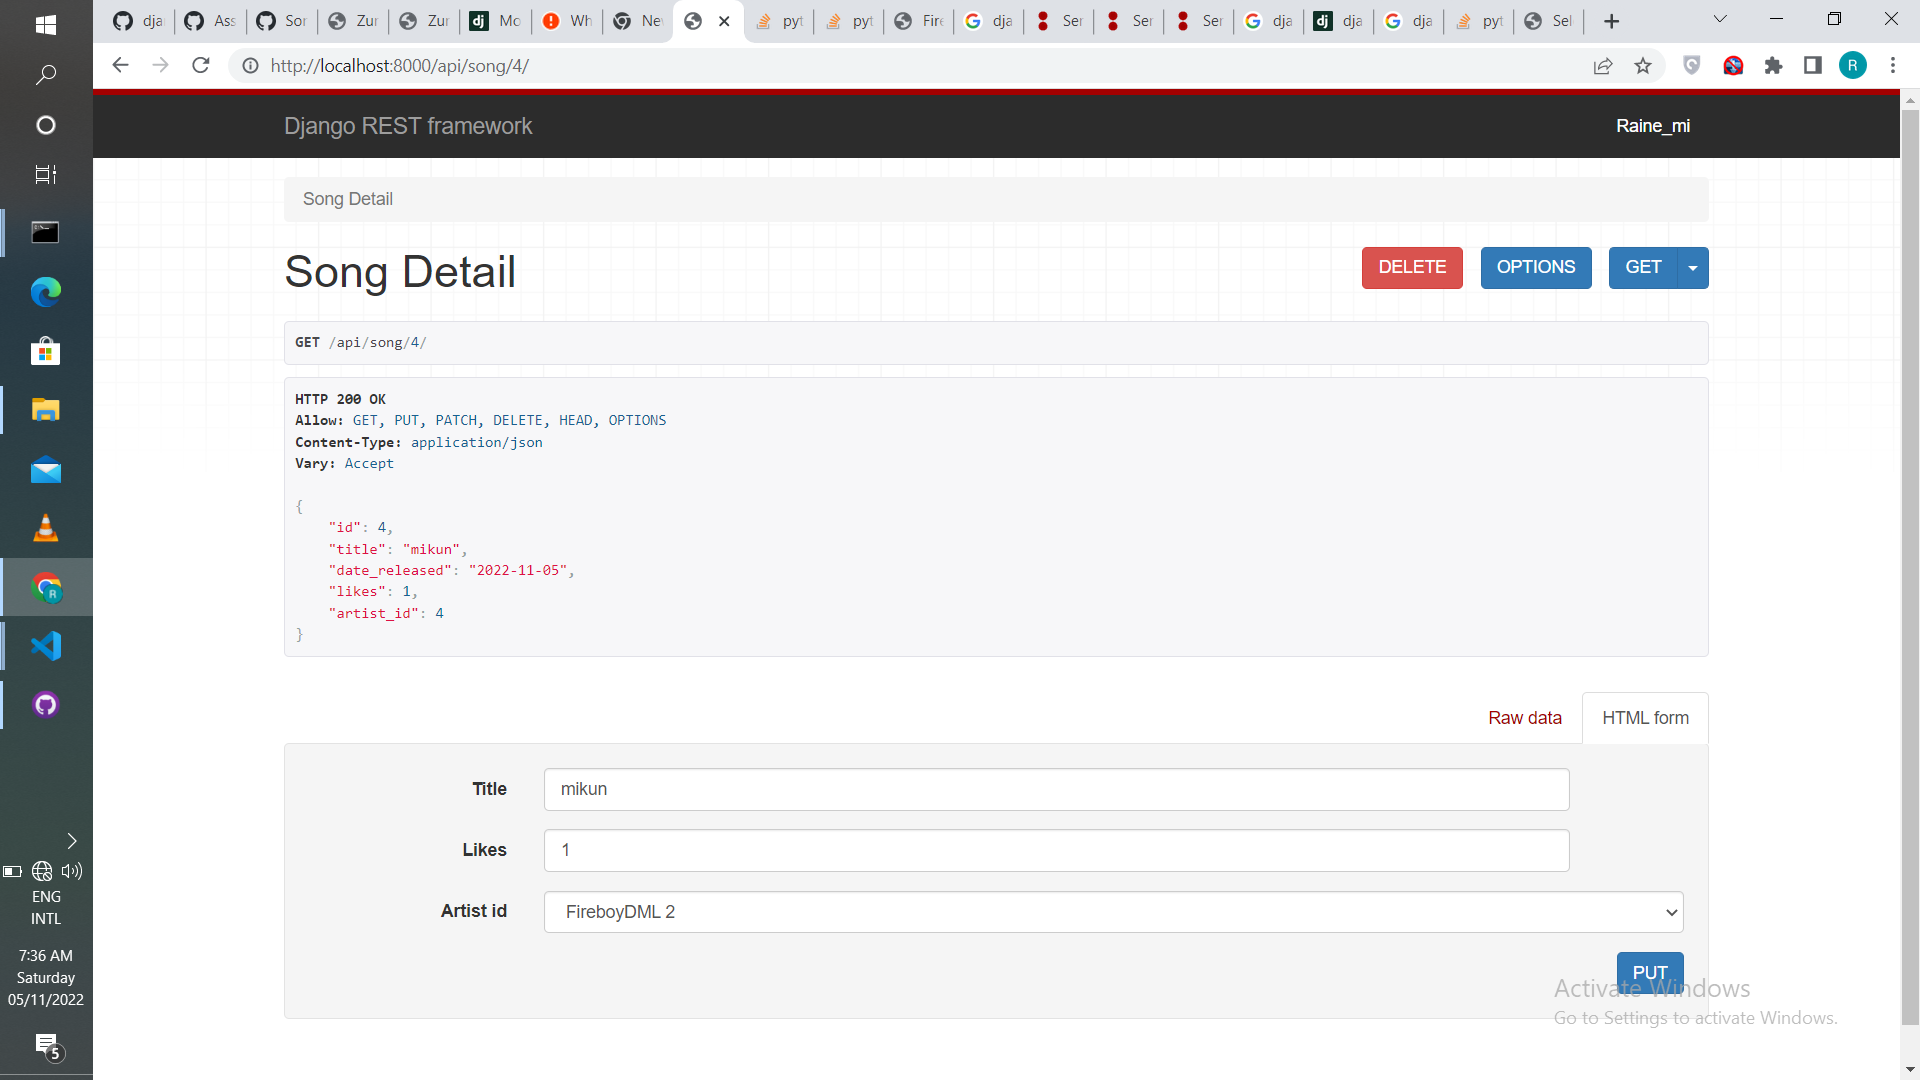 dja
Ass
Sor
Zur
Zur
dj Mo
Wh
Nev
pyt
pyt
Fire
dja
Ser
Ser
Ser
dja
dj dja
dja
pyt
Sel
http://localhost:8000/api/song/4/
R
Django REST framework
Raine_mi
Song Detail
Song Detail
DELETE
OPTIONS
GET
GET /api/song/4/
HTTP 200 OK
Allow: GET, PUT, PATCH, DELETE, HEAD, OPTIONS
Content-Type: application/json
Vary: Accept
{
"id": 4,
"title": "mikun",
"date_released": "2022-11-05",
"likes": 1,
"artist_id": 4
}
Raw data
HTML form
Title
mikun
Likes
1
Artist id
FireboyDML 2
PUT
Activate Windows
Go to Settings to activate Windows.
R
ENG
INTL
7:36 AM
Saturday
05/11/2022
5